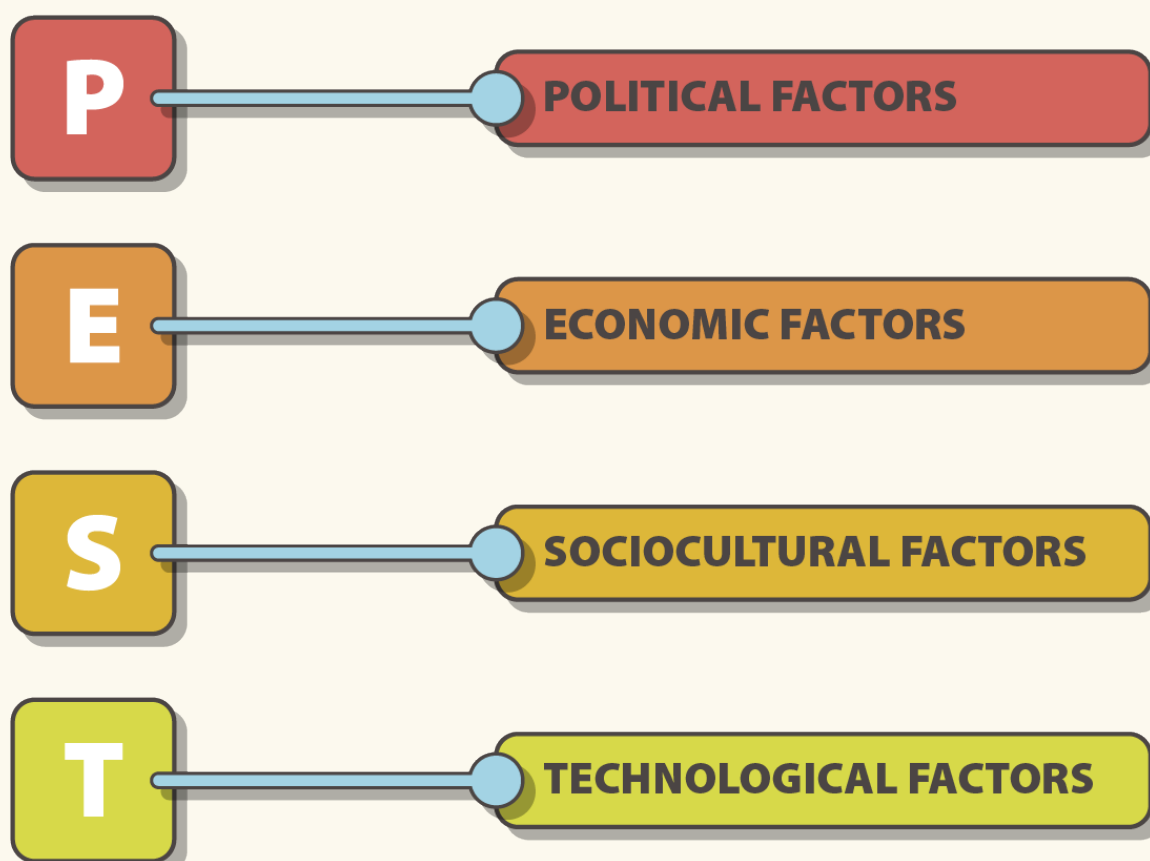 P POLITICAL FACTORS
E ECONOMIC FACTORS
S SOCIOCULTURAL FACTORS
T TECHNOLOGICAL FACTORS